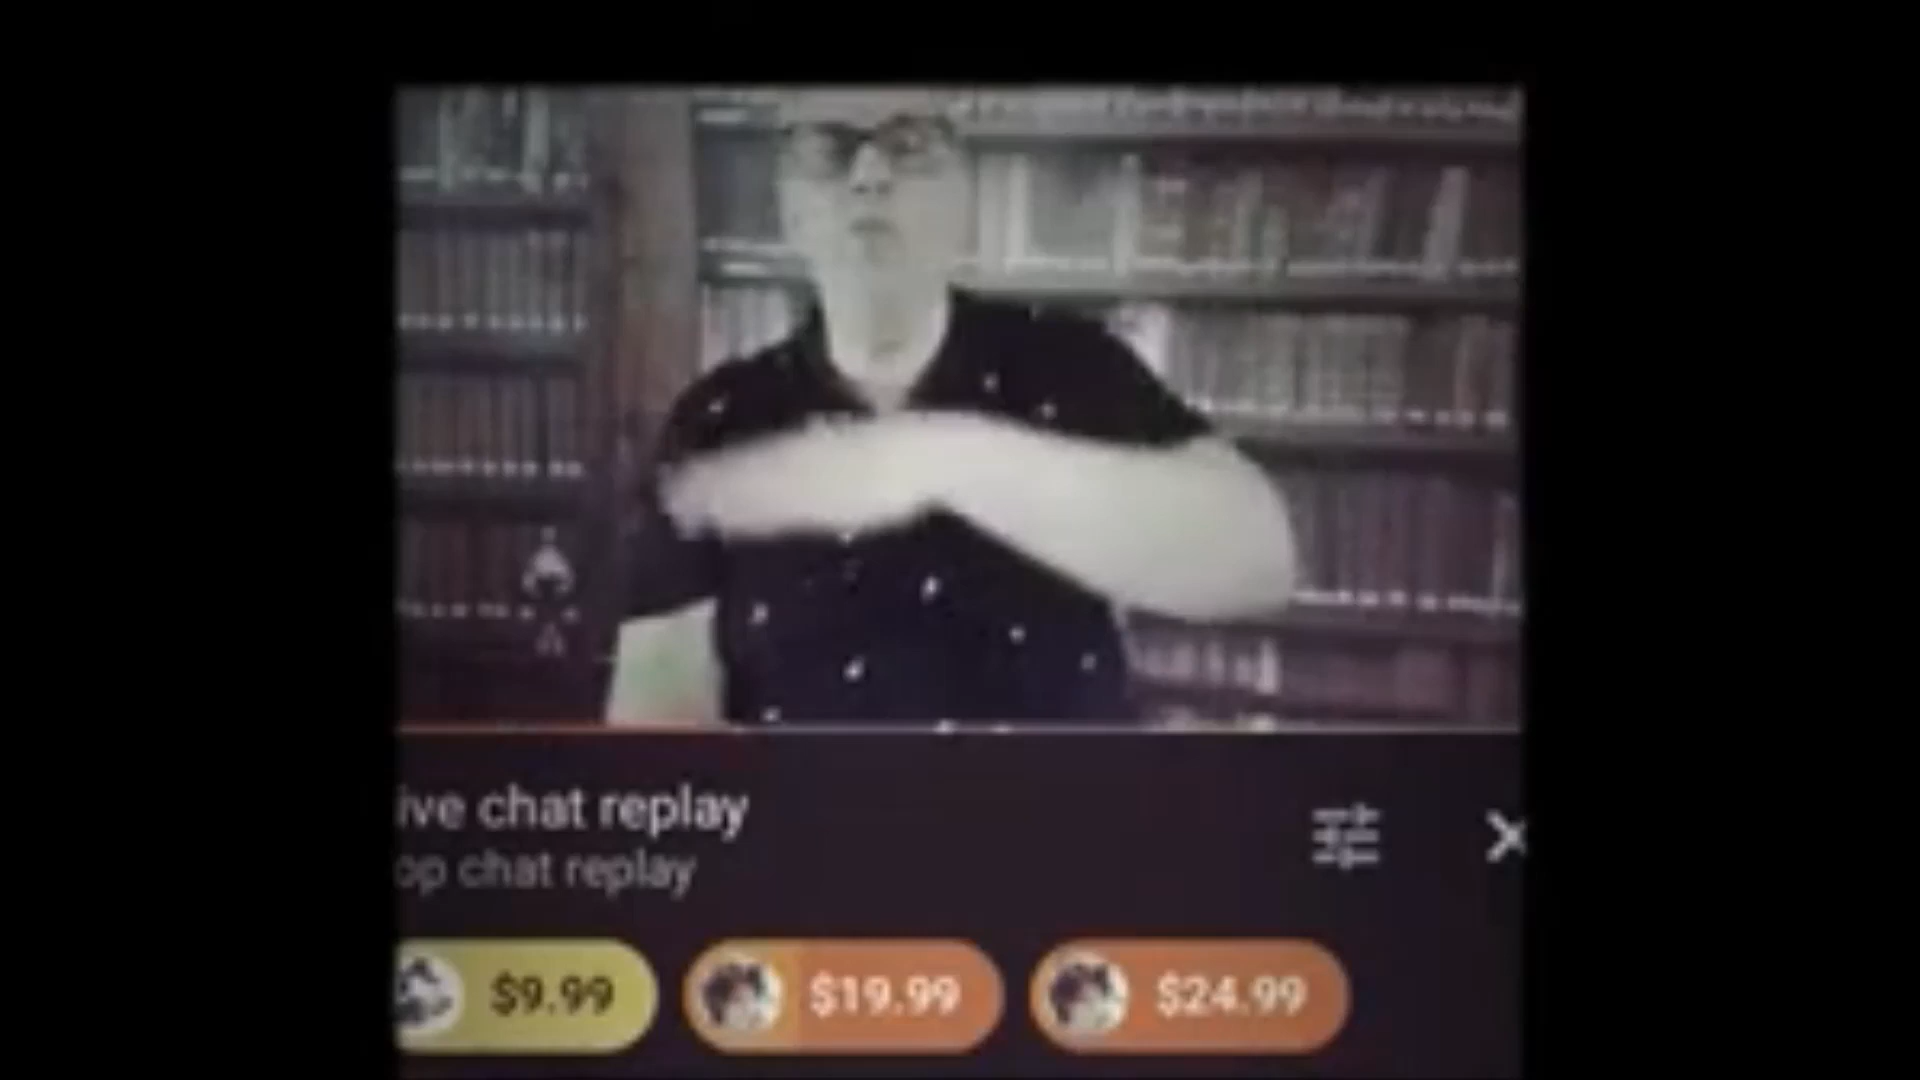 ive chat replay
op chat replay
$9.99 $19.99 $24.99